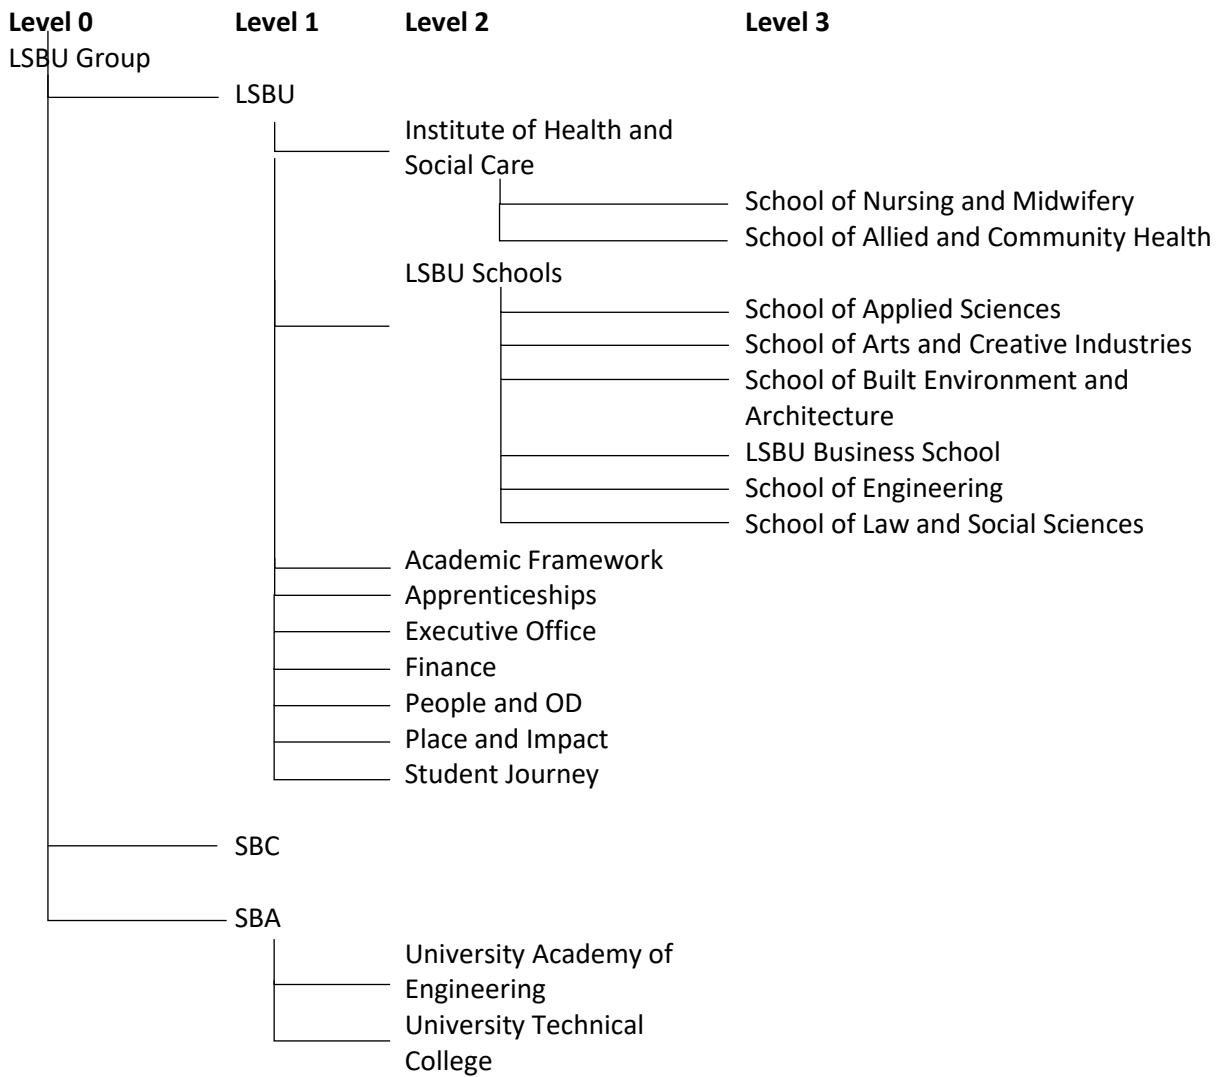 Level 0 Level 1 Level 2 Level 3
LSBU Group
LSBU
Institute of Health and
Social Care
School of Nursing and Midwifery
School of Allied and Community Health
LSBU Schools
School of Applied Sciences
School of Arts and Creative Industries
School of Built Environment and
Architecture
LSBU Business School
School of Engineering
School of Law and Social Sciences
Academic Framework
Apprenticeships
Executive Office
Finance
People and OD
Place and Impact
Student Journey
SBC
SBA
University Academy of
Engineering
University Technical
College